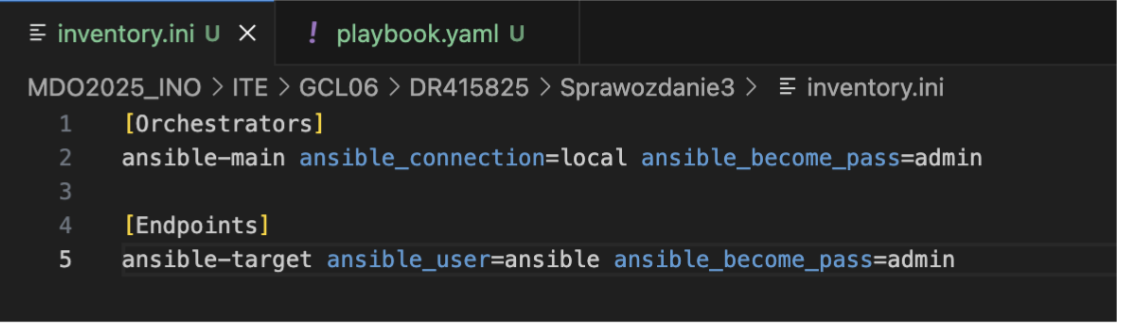 inventory.ini U × ! playbook.yaml U
MDO2025_INO > ITE > GCL06 > DR415825 > Sprawozdanie3 > inventory.ini
1 [Orchestrators]
2 ansible-main ansible_connection=local ansible_become_pass=admin
3
4 [Endpoints]
5 ansible-target ansible_user=ansible ansible_become_pass=admin